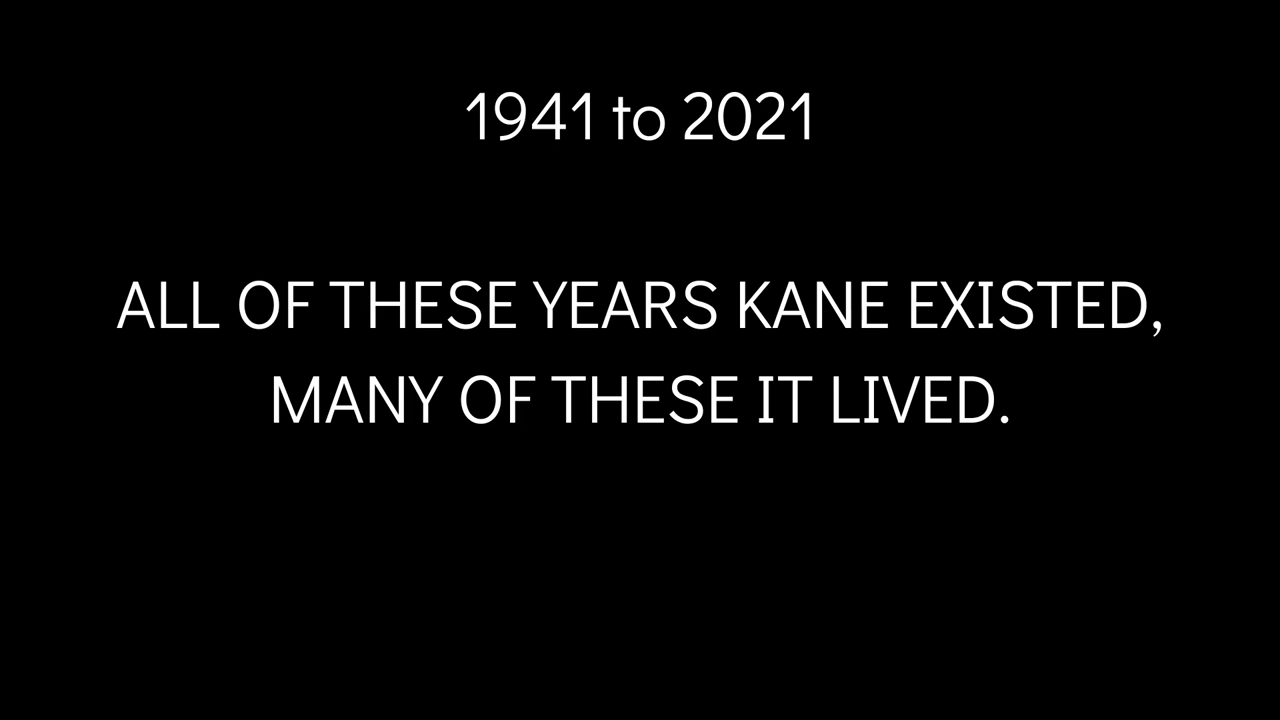 1941 to 2021
ALL OF THESE YEARS KANE EXISTED,
MANY OF THESE IT LIVED.